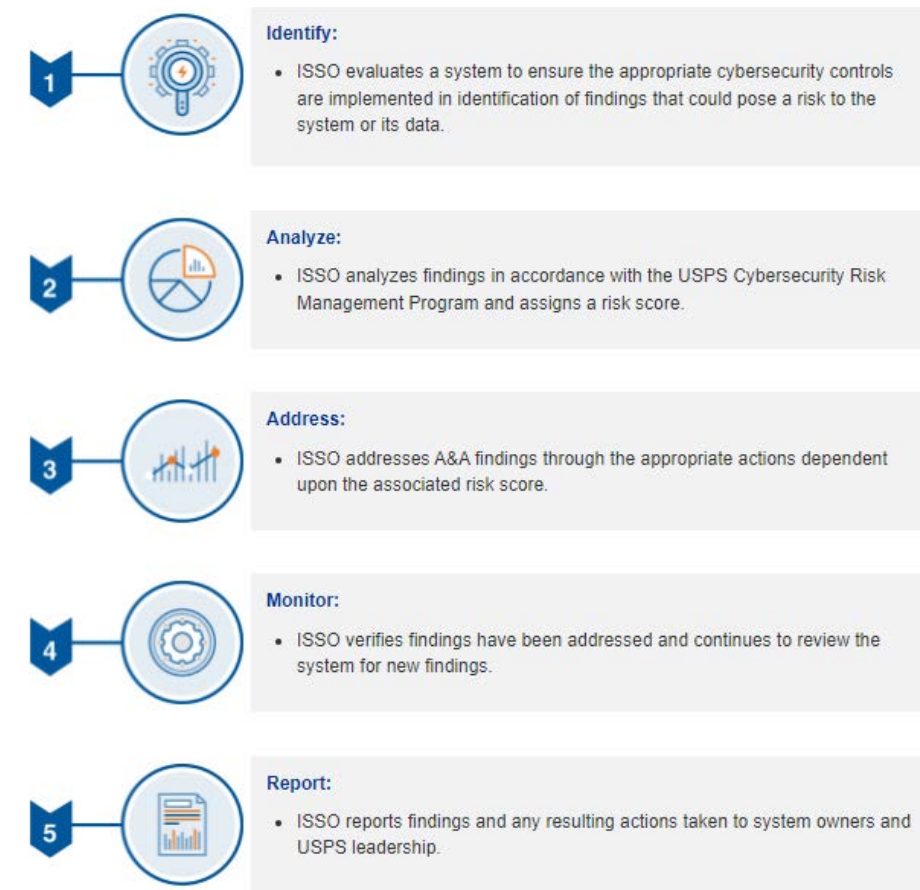 1
Identify:
• ISSO evaluates a system to ensure the appropriate cybersecurity controls
are implemented in identification of findings that could pose a risk to the
system or its data.
2
Analyze:
• ISSO analyzes findings in accordance with the USPS Cybersecurity Risk
Management Program and assigns a risk score.
3
Address:
• ISSO addresses A&A findings through the appropriate actions dependent
upon the associated risk score.
4
Monitor:
• ISSO verifies findings have been addressed and continues to review the
system for new findings.
5
Report:
• ISSO reports findings and any resulting actions taken to system owners and
USPS leadership.